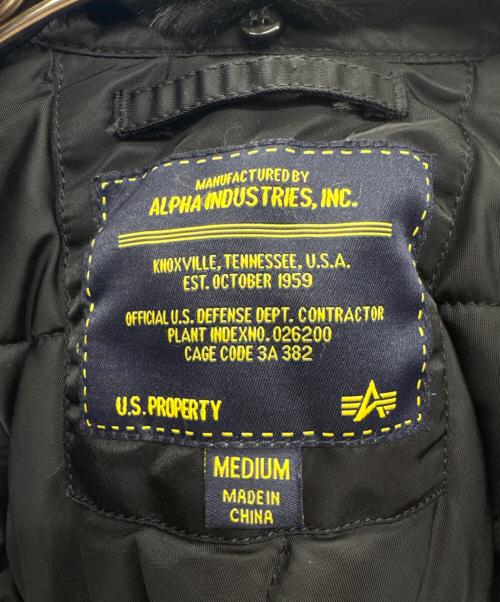 MANUFACTURED BY
ALPHA INDUSTRIES, INC.
KNOXVILLE, TENNESSEE, U.S.A.
EST. OCTOBER 1959
OFFICIAL U.S. DEFENSE DEPT. CONTRACTOR
PLANT INDEXNO. 026200
CAGE CODE 3A 382
U.S. PROPERTY
MEDIUM
MADE IN
CHINA